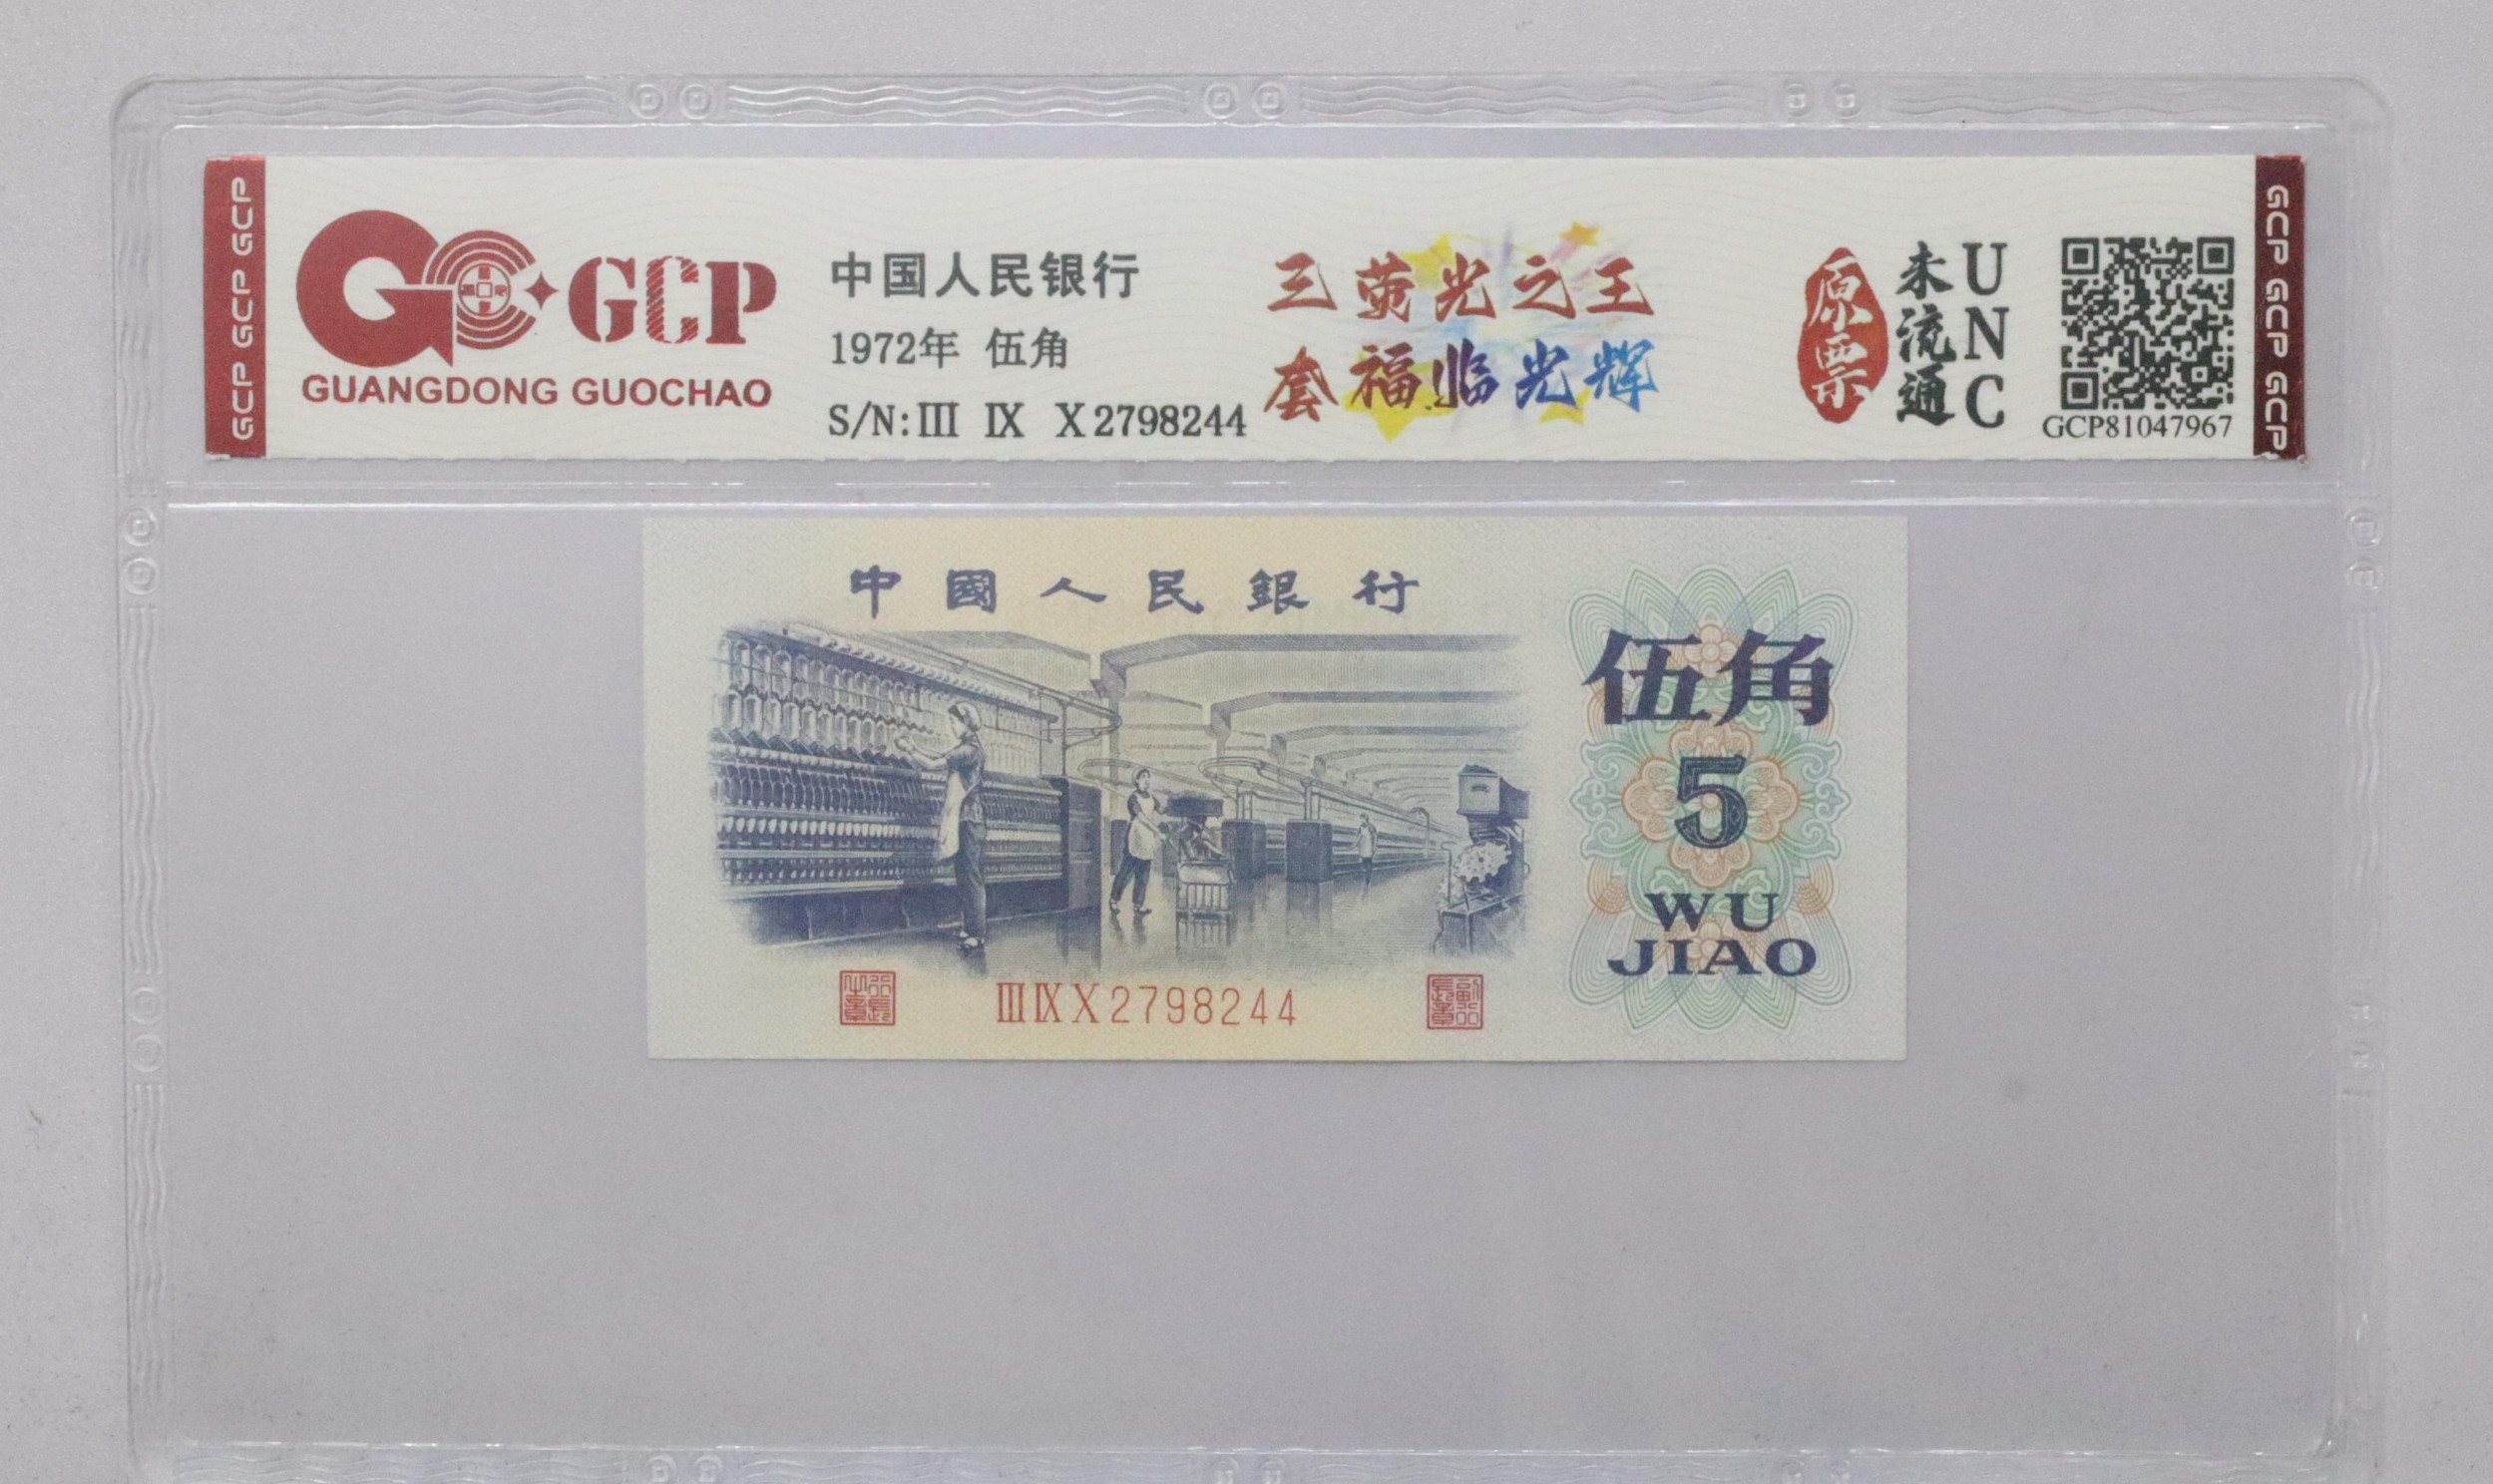 GCP GCP GCP
GCP
GUANGDONG GUOCHAO
中国人民银行
1972年 伍角
S/N:Ⅲ Ⅸ Ⅹ2798244
三萤光之王
套福临光辉
原票
未流通
UNC
GCP81047967
GCP GCP GCP
中國人民銀行
伍角
5
WU
JIAO
ⅢⅨⅩ2798244